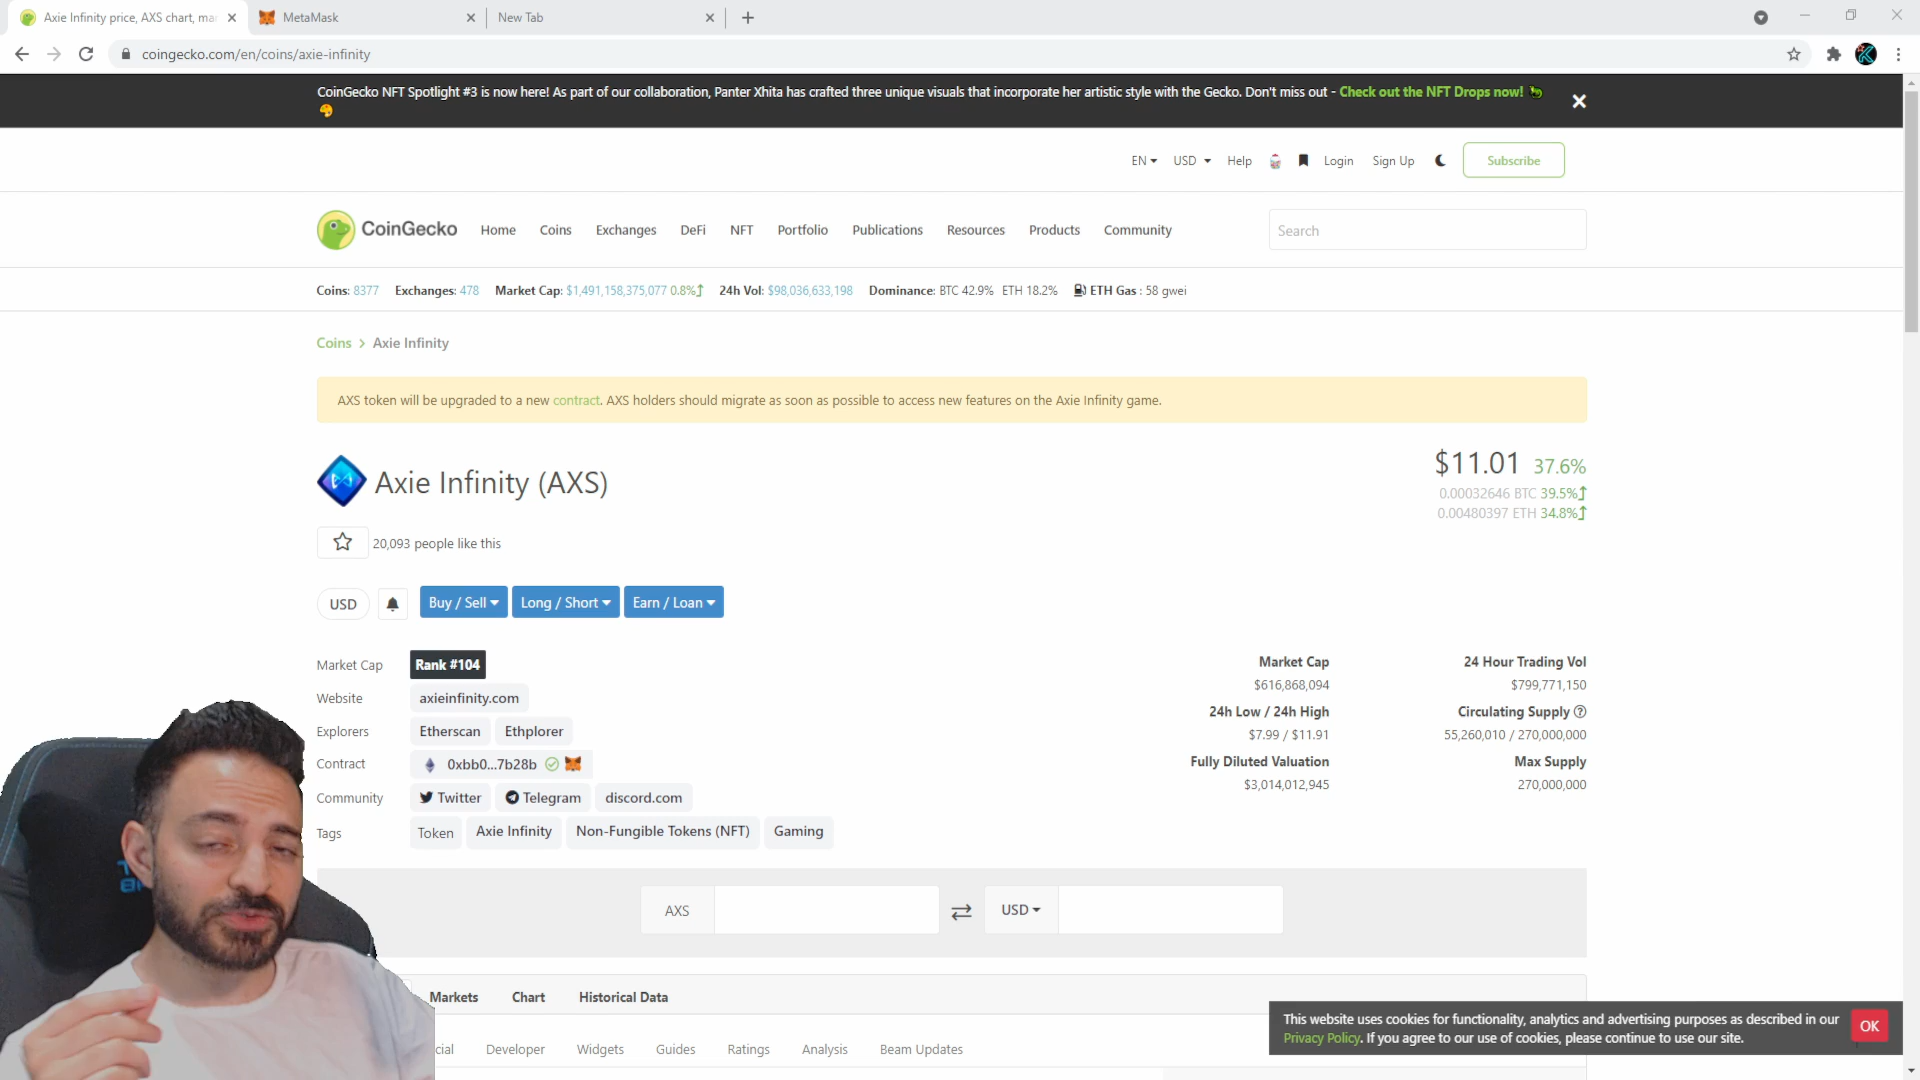 Axie Infinity price, AXS chart, ma
MetaMask
New Tab
coingecko.com/en/coins/axie-infinity
CoinGecko NFT Spotlight #3 is now here! As part of our collaboration, Panter Xhita has crafted three unique visuals that incorporate her artistic style with the Gecko. Don't miss out - Check out the NFT Drops now!
EN USD Help Login Sign Up Subscribe
CoinGecko Home Coins Exchanges DeFi NFT Portfolio Publications Resources Products Community Search
Coins: 8377 Exchanges: 478 Market Cap: $1,491,158,375,077 0.8% 24h Vol: $98,036,633,198 Dominance: BTC 42.9% ETH 18.2% ETH Gas : 58 gwei
Coins > Axie Infinity
AXS token will be upgraded to a new contract. AXS holders should migrate as soon as possible to access new features on the Axie Infinity game.
Axie Infinity (AXS)
$11.01 37.6%
0.00032646 BTC 39.5%
0.00480397 ETH 34.8%
20,093 people like this
USD Buy / Sell Long / Short Earn / Loan
Market Cap Rank #104
Website axieinfinity.com
Explorers Etherscan Ethplorer
Contract 0xbb0...7b28b
Community Twitter Telegram discord.com
Tags Token Axie Infinity Non-Fungible Tokens (NFT) Gaming
Market Cap 24 Hour Trading Vol
$616,868,094 $799,771,150
24h Low / 24h High Circulating Supply
$7.99 / $11.91 55,260,010 / 270,000,000
Fully Diluted Valuation Max Supply
$3,014,012,945 270,000,000
AXS USD
Markets Chart Historical Data
cial Developer Widgets Guides Ratings Analysis Beam Updates
This website uses cookies for functionality, analytics and advertising purposes as described in our
Privacy Policy. If you agree to our use of cookies, please continue to use our site.
OK